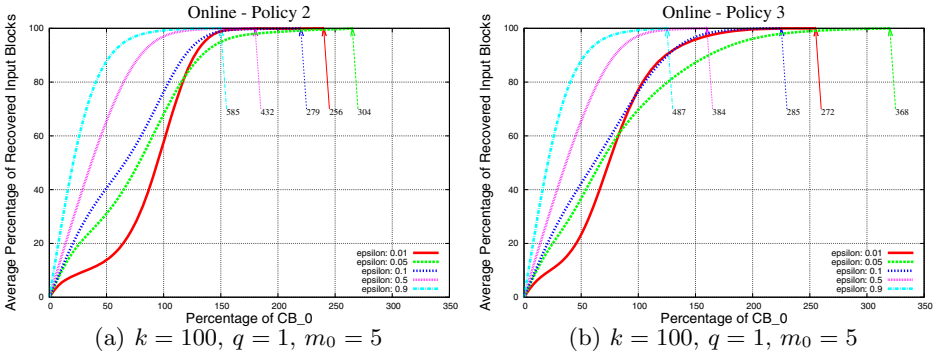 Online - Policy 2
Average Percentage of Recovered Input Blocks
100
80
60
40
20
0
585
432
279
256
304
epsilon: 0.01
epsilon: 0.05
epsilon: 0.1
epsilon: 0.5
epsilon: 0.9
0 50 100 150 200 250 300 350
Percentage of CB_0
(a) k = 100, q = 1, m₀ = 5
Online - Policy 3
Average Percentage of Recovered Input Blocks
100
80
60
40
20
0
487
384
285
272
368
epsilon: 0.01
epsilon: 0.05
epsilon: 0.1
epsilon: 0.5
epsilon: 0.9
0 50 100 150 200 250 300 350
Percentage of CB_0
(b) k = 100, q = 1, m₀ = 5